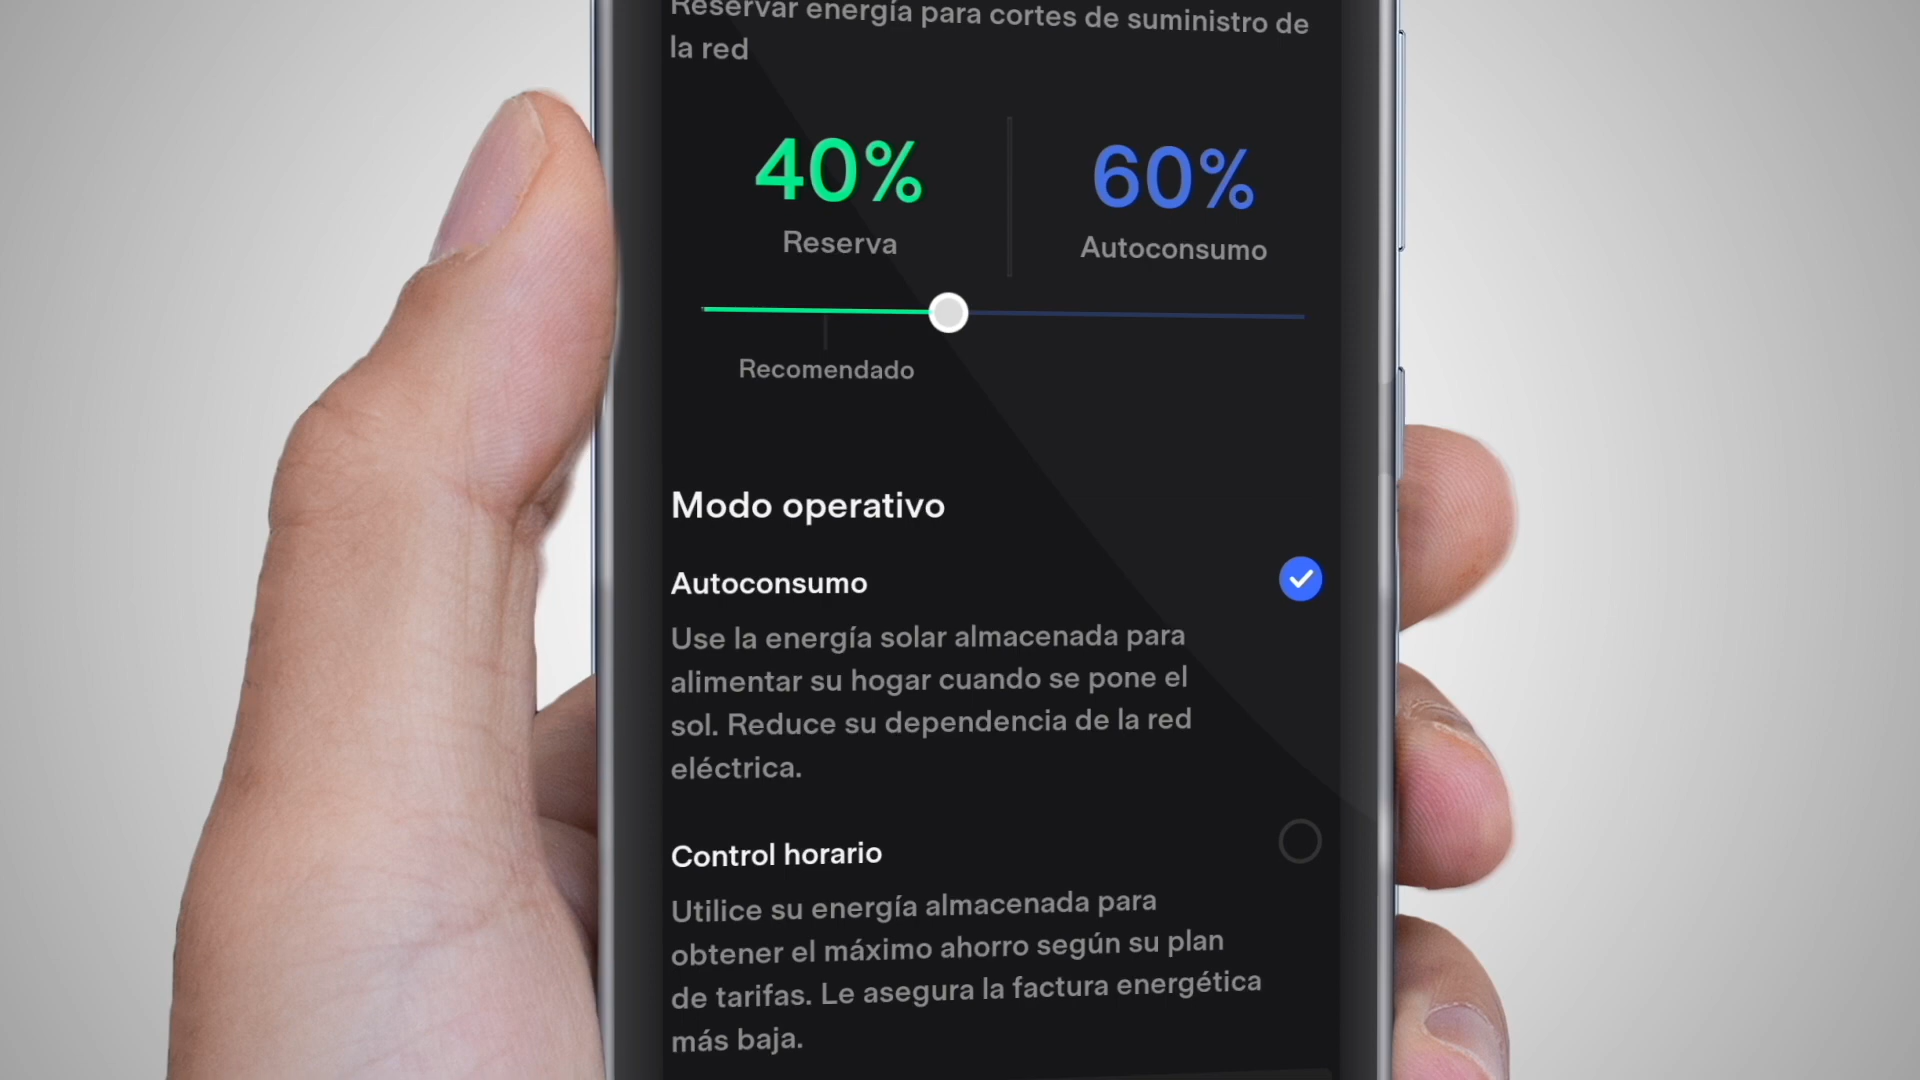 Reservar energía para cortes de suministro de
la red
40%
60%
Reserva
Autoconsumo
Recomendado
Modo operativo
Autoconsumo
Use la energía solar almacenada para
alimentar su hogar cuando se pone el
sol. Reduce su dependencia de la red
eléctrica.
Control horario
Utilice su energía almacenada para
obtener el máximo ahorro según su plan
de tarifas. Le asegura la factura energética
más baja.